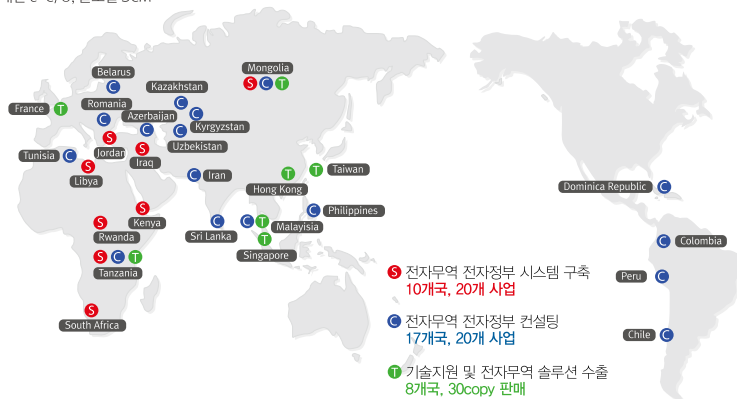 Belarus
Kazakhstan
Mongolia
S C T
C
C
France T
Romania
C
Azerbaijan
C
C
Kyrgyzstan
C
Uzbekistan
S
Jordan
S
Iraq
Tunisia C
S
Libya
C Iran
T
Hong Kong
T Taiwan
Dominica Republic C
S
Kenya
S
Rwanda
C
Sri Lanka
C T
Malayisia
C Philippines
T
Singapore
C Colombia
S C T
Tanzania
Peru C
S
South Africa
Chile C
S 전자무역 전자정부 시스템 구축
10개국, 20개 사업
C 전자무역 전자정부 컨설팅
17개국, 20개 사업
T 기술지원 및 전자무역 솔루션 수출
8개국, 30copy 판매